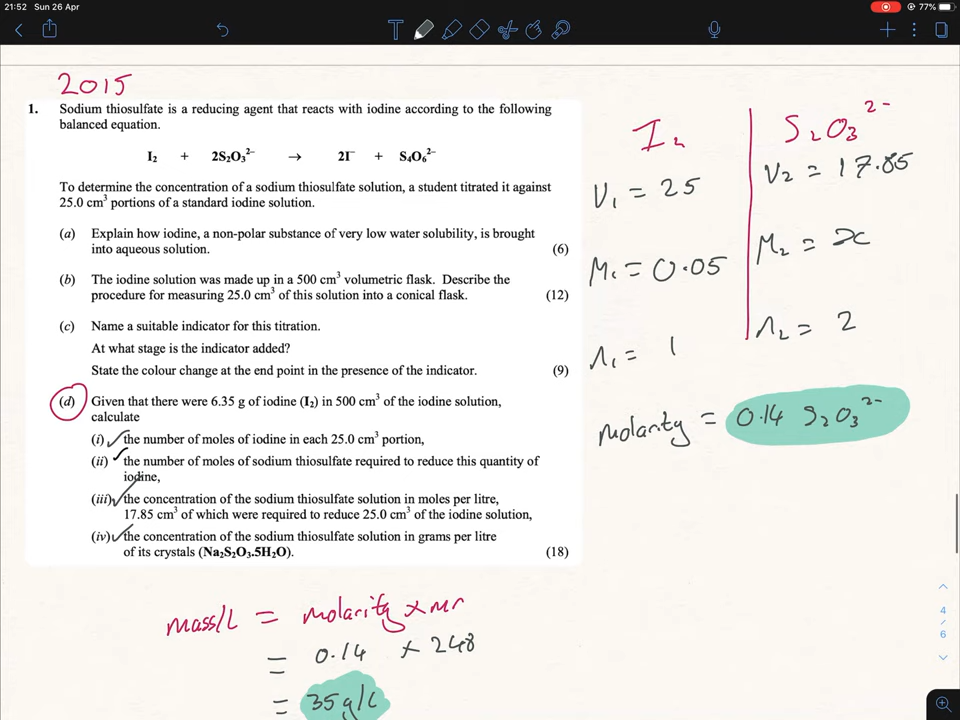 21:52 Sun 26 Apr
77%
2015
1. Sodium thiosulfate is a reducing agent that reacts with iodine according to the following
balanced equation.
I₂ + 2S₂O₃²⁻ → 2I⁻ + S₄O₆²⁻
To determine the concentration of a sodium thiosulfate solution, a student titrated it against
25.0 cm³ portions of a standard iodine solution.
(a) Explain how iodine, a non-polar substance of very low water solubility, is brought
into aqueous solution. (6)
(b) The iodine solution was made up in a 500 cm³ volumetric flask. Describe the
procedure for measuring 25.0 cm³ of this solution into a conical flask. (12)
(c) Name a suitable indicator for this titration.
At what stage is the indicator added?
State the colour change at the end point in the presence of the indicator. (9)
(d) Given that there were 6.35 g of iodine (I₂) in 500 cm³ of the iodine solution,
calculate
(i) the number of moles of iodine in each 25.0 cm³ portion,
(ii) the number of moles of sodium thiosulfate required to reduce this quantity of
iodine,
(iii) the concentration of the sodium thiosulfate solution in moles per litre,
17.85 cm³ of which were required to reduce 25.0 cm³ of the iodine solution,
(iv) the concentration of the sodium thiosulfate solution in grams per litre
of its crystals (Na₂S₂O₃.5H₂O). (18)
I₂
V₁ = 25
M₁ = 0.05
n₁ = 1
S₂O₃²⁻
V₂ = 17.85
M₂ = x
n₂ = 2
molarity = 0.14 S₂O₃²⁻
mass/L = molarity × Mr
= 0.14 × 248
= 35g/L
4
/
6